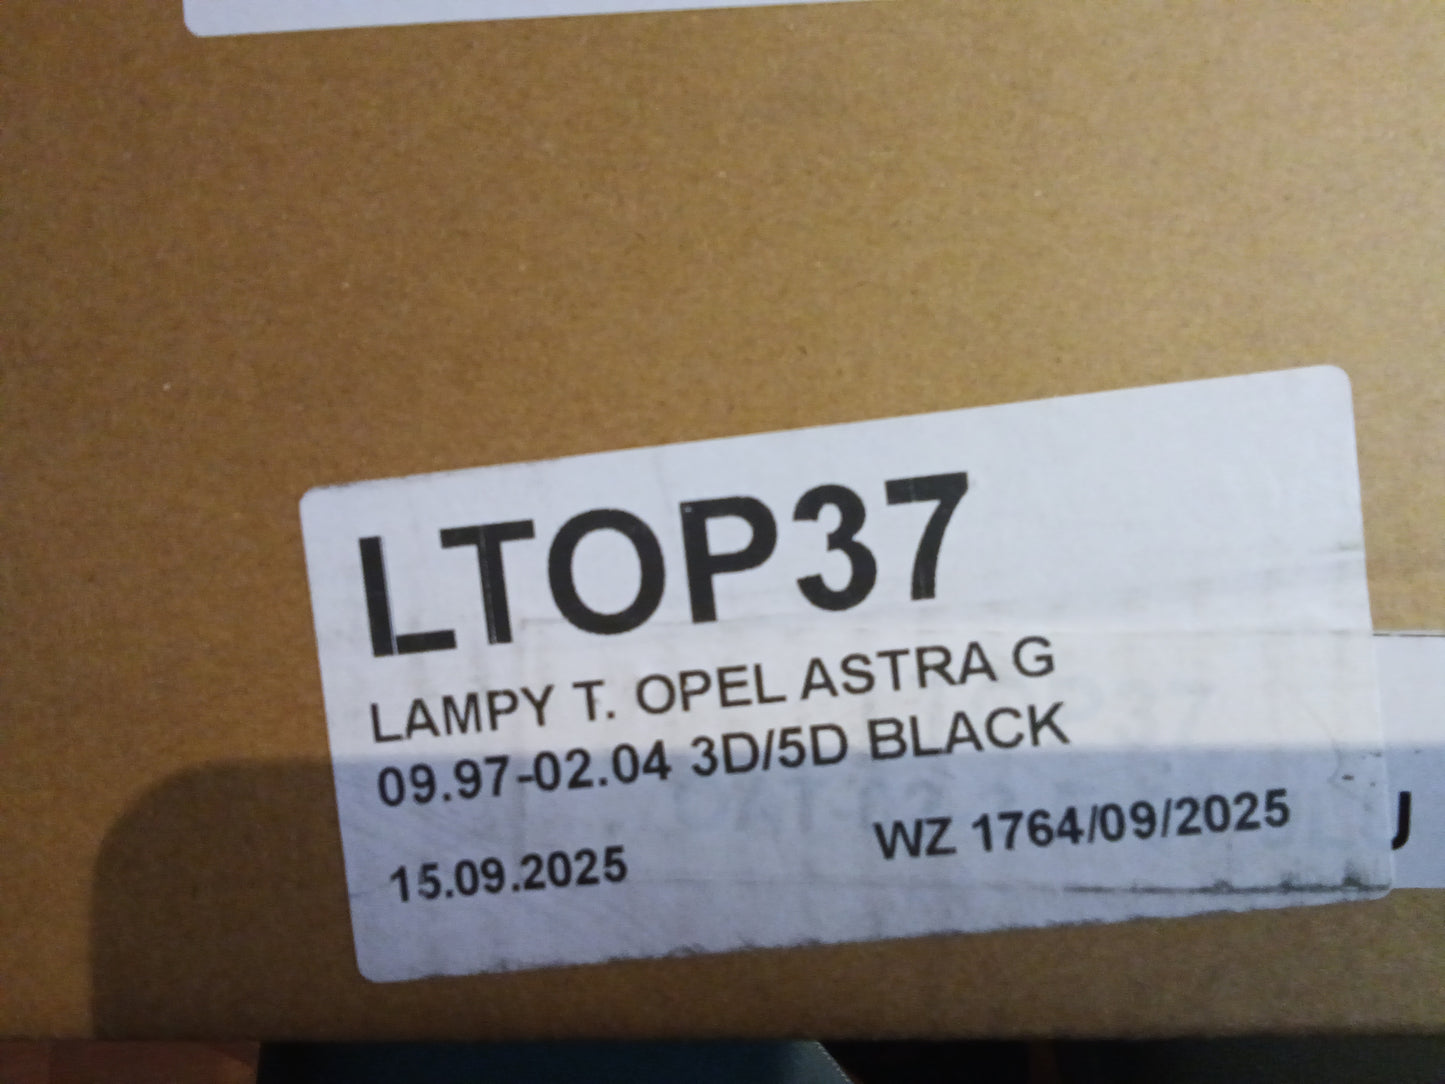 LTOP37
LAMPY T. OPEL ASTRA G
09.97-02.04 3D/5D BLACK
15.09.2025 WZ 1764/09/2025
J